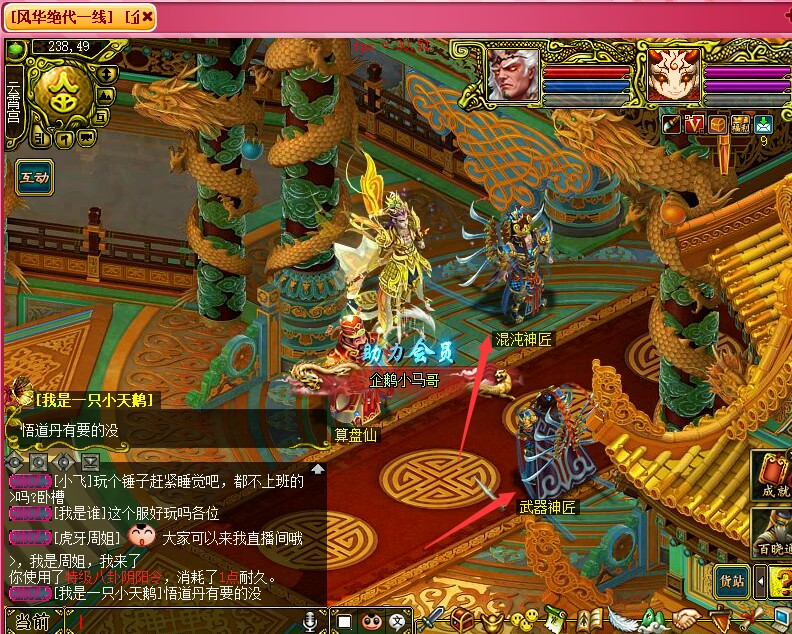 [风华绝代一线] [企
238,49
云霄宫
互动
V
福利
9
混沌神匠
助力会员
企鹅小马哥
[我是一只小天鹅]
悟道丹有要的没
算盘仙
武器神匠
[小飞]玩个锤子赶紧睡觉吧，都不上班的
>吗?卧槽
[我是谁]这个服好玩吗各位
[虎牙周姐] 大家可以来我直播间哦
>，我是周姐，我来了
你使用了特级八卦阴阳令，消耗了1点耐久。
[我是一只小天鹅]悟道丹有要的没
成就
百晓通
货站
当前